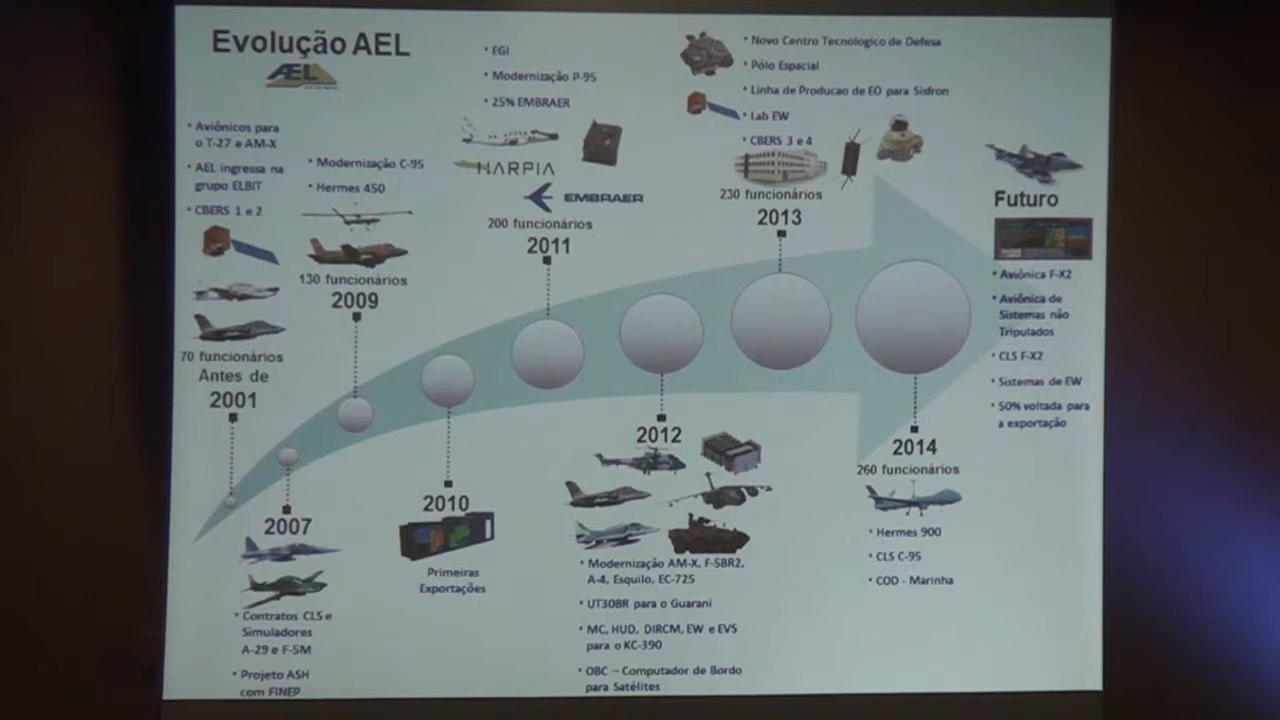 Evolução AEL
AEL
• Aviônicos para
o T-27 e AM-X
• AEL ingressa na
grupo ELBIT
• CBERS 1 e 2
70 funcionários
Antes de
2001
2007
• Contratos CLS e
Simuladores
A-29 e F-5M
• Projeto ASH
com FINEP
• Modernização C-95
• Hermes 450
130 funcionários
2009
2010
Primeiras
Exportações
• EGI
• Modernização P-95
• 25% EMBRAER
HARPIA
EMBRAER
200 funcionários
2011
2012
• Modernização AM-X, F-5BR2,
A-4, Esquilo, EC-725
• UT30BR para o Guarani
• MC, HUD, DIRCM, EW e EVS
para o KC-390
• OBC – Computador de Bordo
para Satélites
• Novo Centro Tecnologico de Defesa
• Pólo Espacial
• Linha de Producao de EO para Sisfron
• Lab EW
• CBERS 3 e 4
230 funcionários
2013
2014
260 funcionários
• Hermes 900
• CLS C-95
• COD - Marinha
Futuro
• Aviônica F-X2
• Aviônica de
Sistemas não
Tripulados
• CLS F-X2
• Sistemas de EW
• 50% voltada para
a exportação